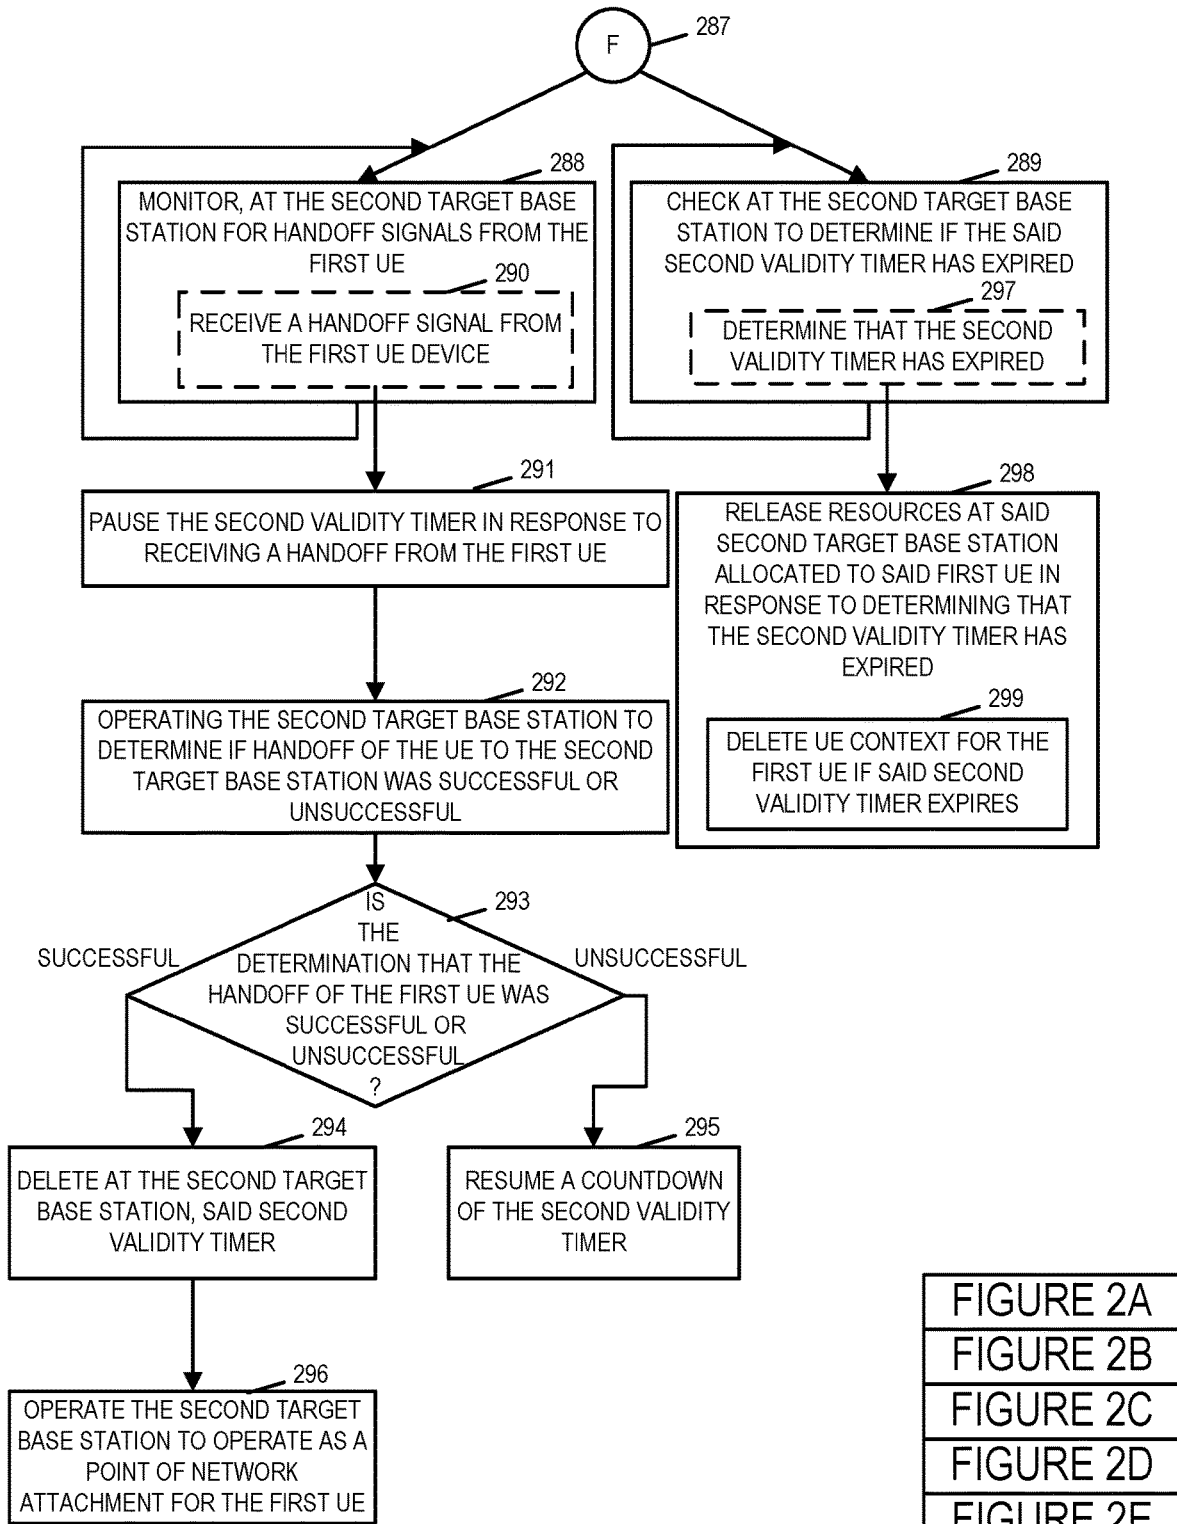 F
287
288
MONITOR, AT THE SECOND TARGET BASE
STATION FOR HANDOFF SIGNALS FROM THE
FIRST UE
290
RECEIVE A HANDOFF SIGNAL FROM
THE FIRST UE DEVICE
289
CHECK AT THE SECOND TARGET BASE
STATION TO DETERMINE IF THE SAID
SECOND VALIDITY TIMER HAS EXPIRED
297
DETERMINE THAT THE SECOND
VALIDITY TIMER HAS EXPIRED
291
PAUSE THE SECOND VALIDITY TIMER IN RESPONSE TO
RECEIVING A HANDOFF FROM THE FIRST UE
298
RELEASE RESOURCES AT SAID
SECOND TARGET BASE STATION
ALLOCATED TO SAID FIRST UE IN
RESPONSE TO DETERMINING THAT
THE SECOND VALIDITY TIMER HAS
EXPIRED
299
DELETE UE CONTEXT FOR THE
FIRST UE IF SAID SECOND
VALIDITY TIMER EXPIRES
292
OPERATING THE SECOND TARGET BASE STATION TO
DETERMINE IF HANDOFF OF THE UE TO THE SECOND
TARGET BASE STATION WAS SUCCESSFUL OR
UNSUCCESSFUL
293
IS
THE
DETERMINATION THAT THE
HANDOFF OF THE FIRST UE WAS
SUCCESSFUL OR
UNSUCCESSFUL
?
SUCCESSFUL
UNSUCCESSFUL
294
DELETE AT THE SECOND TARGET
BASE STATION, SAID SECOND
VALIDITY TIMER
295
RESUME A COUNTDOWN
OF THE SECOND VALIDITY
TIMER
296
OPERATE THE SECOND TARGET
BASE STATION TO OPERATE AS A
POINT OF NETWORK
ATTACHMENT FOR THE FIRST UE
FIGURE 2A
FIGURE 2B
FIGURE 2C
FIGURE 2D
FIGURE 2E